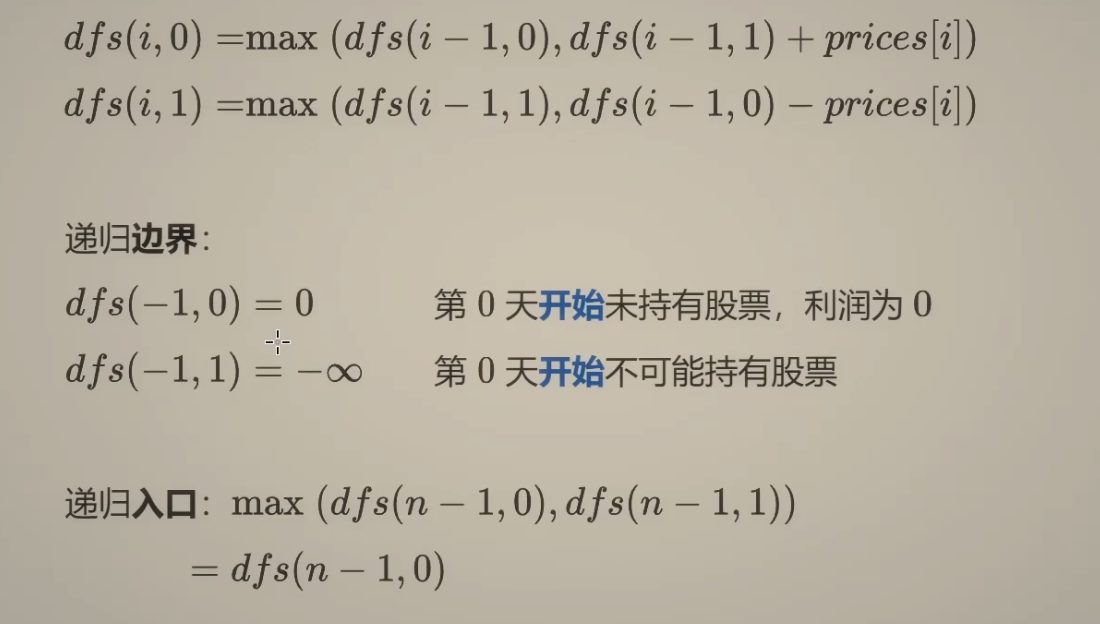 dfs(i, 0) =max (dfs(i − 1, 0), dfs(i − 1, 1) + prices[i])
dfs(i, 1) =max (dfs(i − 1, 1), dfs(i − 1, 0) − prices[i])
递归边界：
dfs(−1, 0) = 0 第 0 天开始未持有股票，利润为 0
dfs(−1, 1) = −∞ 第 0 天开始不可能持有股票
递归入口：max (dfs(n − 1, 0), dfs(n − 1, 1))
= dfs(n − 1, 0)